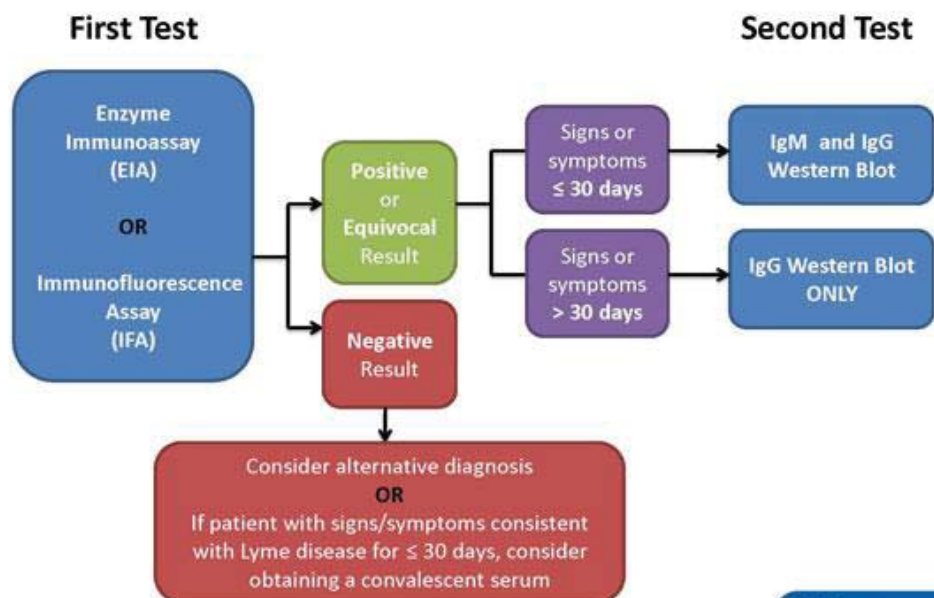 First Test
Second Test
Enzyme
Immunoassay
(EIA)
OR
Immunofluorescence
Assay
(IFA)
Positive
or
Equivocal
Result
Negative
Result
Signs or
symptoms
≤ 30 days
Signs or
symptoms
> 30 days
IgM and IgG
Western Blot
IgG Western Blot
ONLY
Consider alternative diagnosis
OR
If patient with signs/symptoms consistent
with Lyme disease for ≤ 30 days, consider
obtaining a convalescent serum